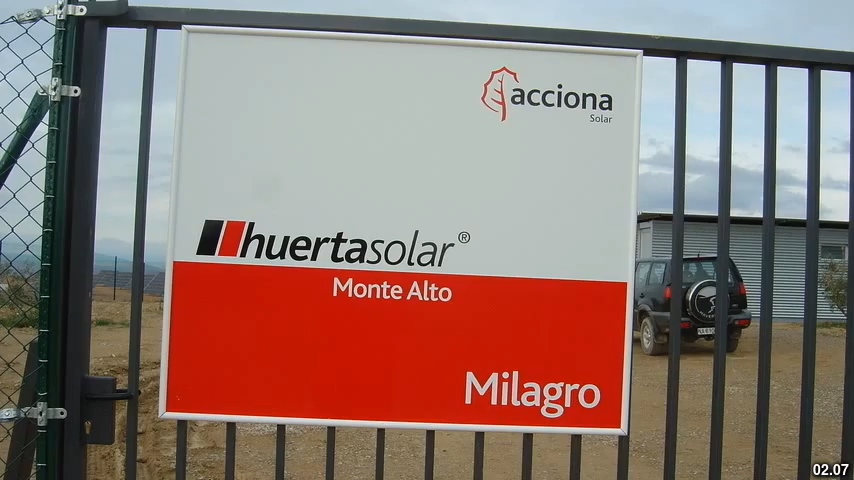 acciona
Solar
huertasolar®
Monte Alto
Milagro
02.07